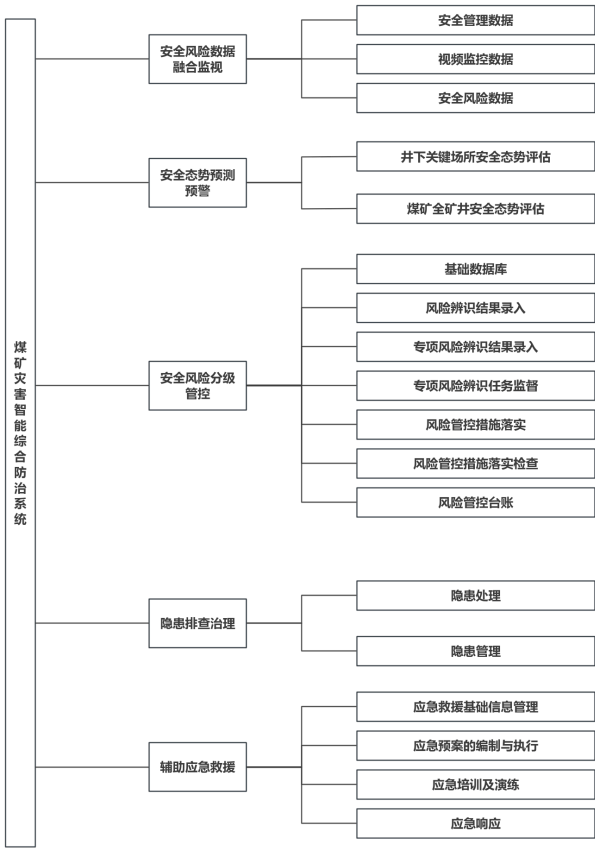 煤矿灾害智能综合防治系统
安全风险数据
融合监视
安全管理数据
视频监控数据
安全风险数据
安全态势预测
预警
井下关键场所安全态势评估
煤矿全矿井安全态势评估
安全风险分级
管控
基础数据库
风险辨识结果录入
专项风险辨识结果录入
专项风险辨识任务监督
风险管控措施落实
风险管控措施落实检查
风险管控台账
隐患排查治理
隐患处理
隐患管理
辅助应急救援
应急救援基础信息管理
应急预案的编制与执行
应急培训及演练
应急响应